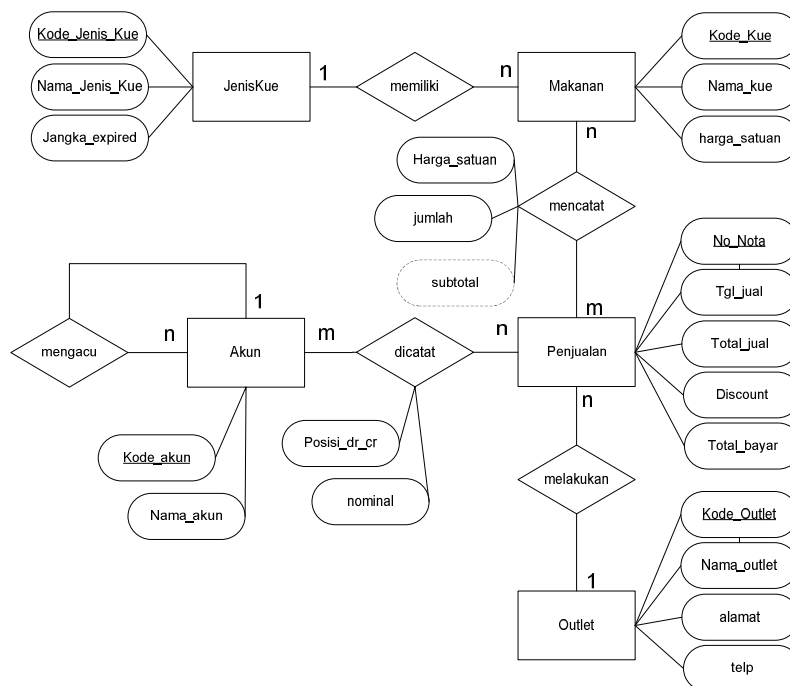 Kode_Jenis_Kue
Nama_Jenis_Kue
Jangka_expired
JenisKue
1
memiliki
n
Makanan
Kode_Kue
Nama_kue
harga_satuan
n
Harga_satuan
jumlah
subtotal
mencatat
m
No_Nota
Tgl_jual
Total_jual
Discount
Total_bayar
mengacu
n
1
Akun
m
dicatat
n
Penjualan
Kode_akun
Nama_akun
Posisi_dr_cr
nominal
n
melakukan
1
Outlet
Kode_Outlet
Nama_outlet
alamat
telp